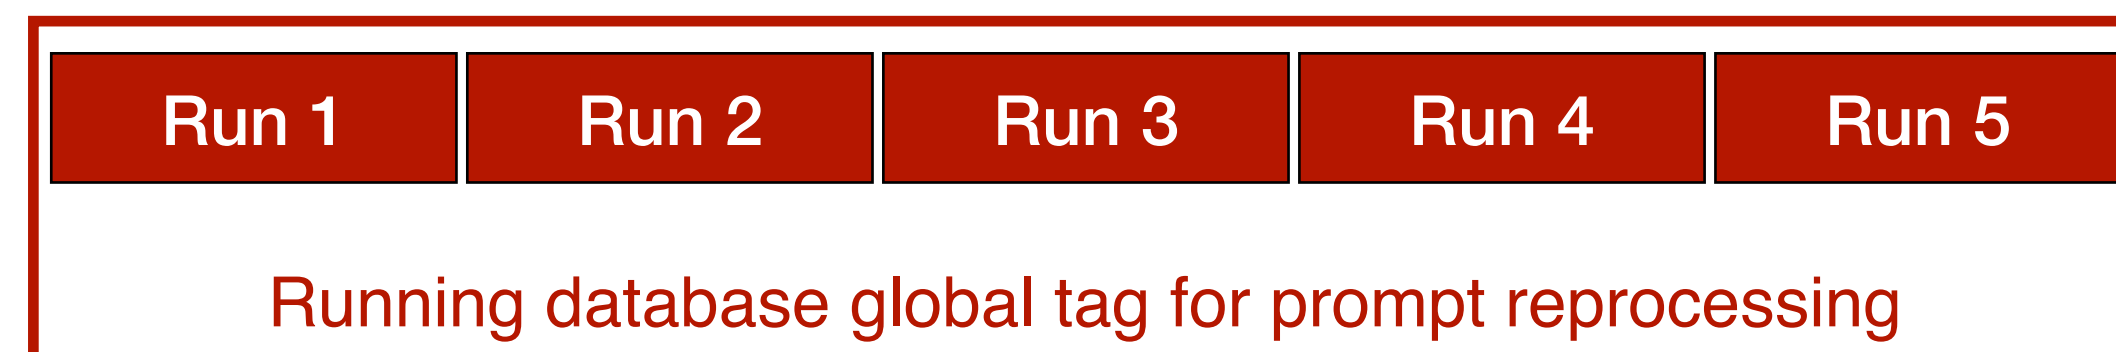 Run 1 Run 2 Run 3 Run 4 Run 5
Running database global tag for prompt reprocessing